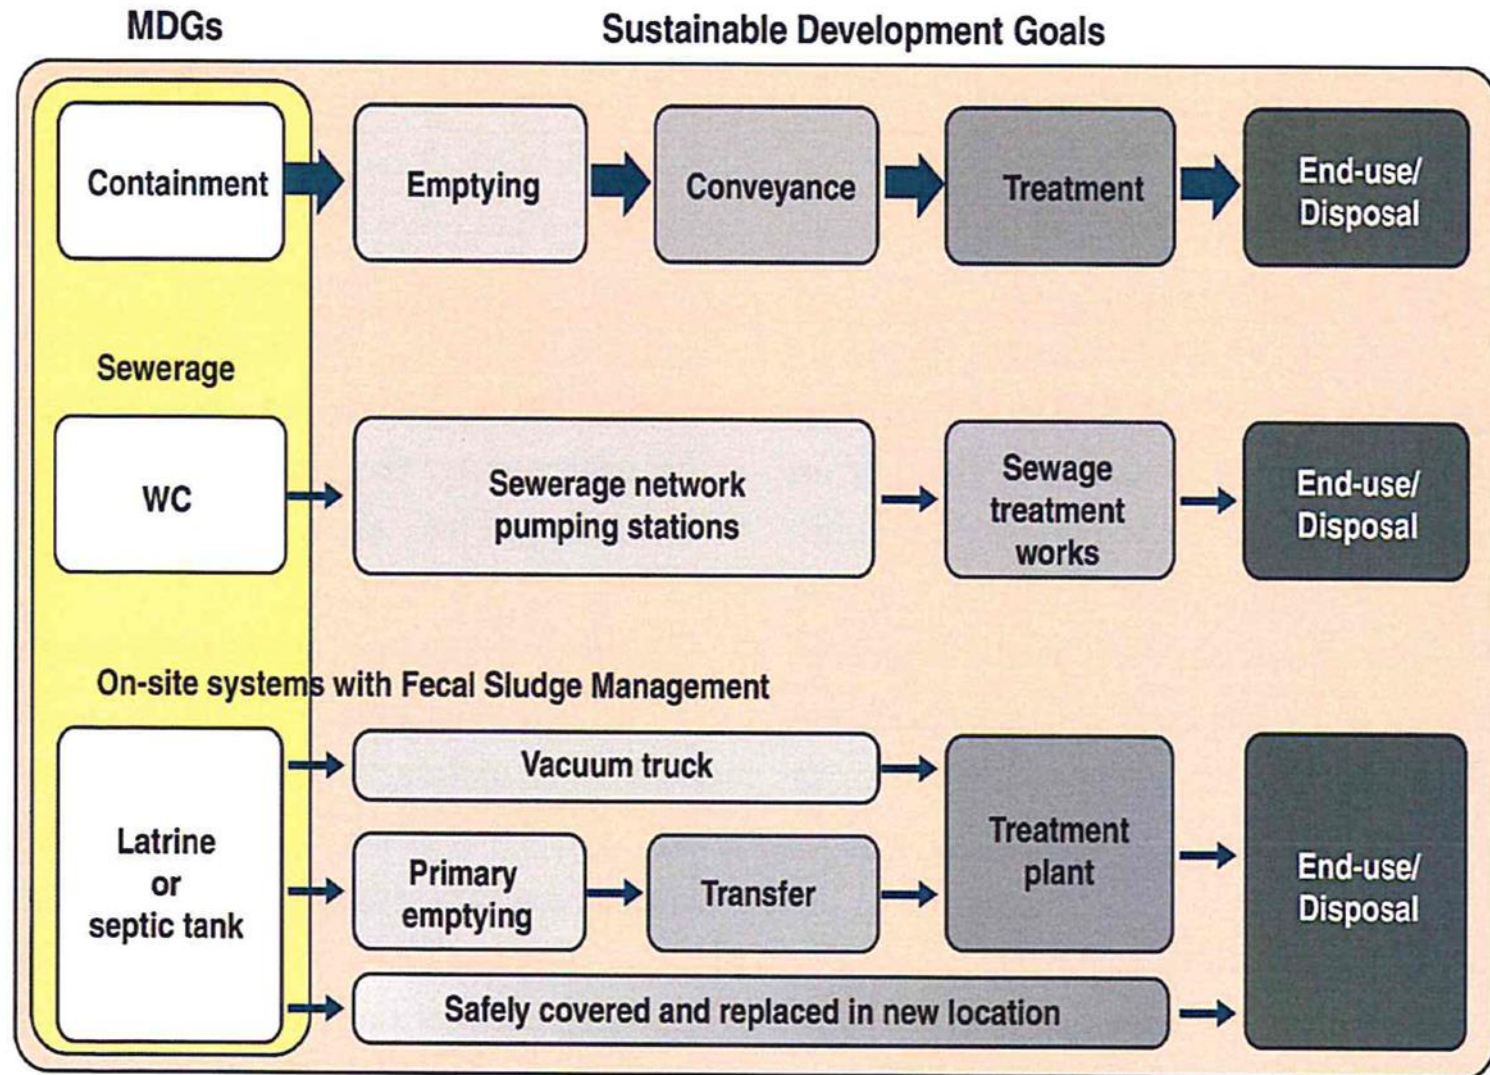 MDGs
Sustainable Development Goals
Containment
Emptying
Conveyance
Treatment
End-use/
Disposal
Sewerage
WC
Sewerage network
pumping stations
Sewage
treatment
works
End-use/
Disposal
On-site systems with Fecal Sludge Management
Latrine
or
septic tank
Vacuum truck
Primary
emptying
Transfer
Treatment
plant
Safely covered and replaced in new location
End-use/
Disposal